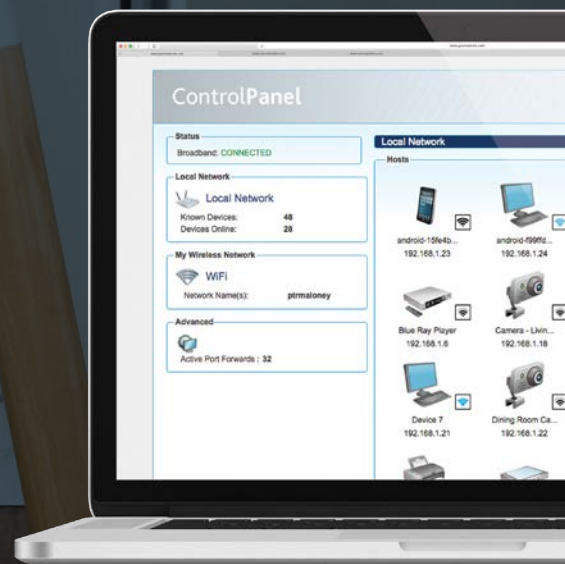 ControlPanel
Status
Broadband: CONNECTED
Local Network
Local Network
Known Devices: 48
Devices Online: 28
My Wireless Network
WiFi
Network Name(s): ptrmaloney
Advanced
Active Port Forwards : 32
Local Network
Hosts
android-15fe4b...
192.168.1.23
android-f99ffd...
192.168.1.24
Blue Ray Player
192.168.1.6
Camera - Livin...
192.168.1.18
Device 7
192.168.1.21
Dining Room Ca...
192.168.1.22